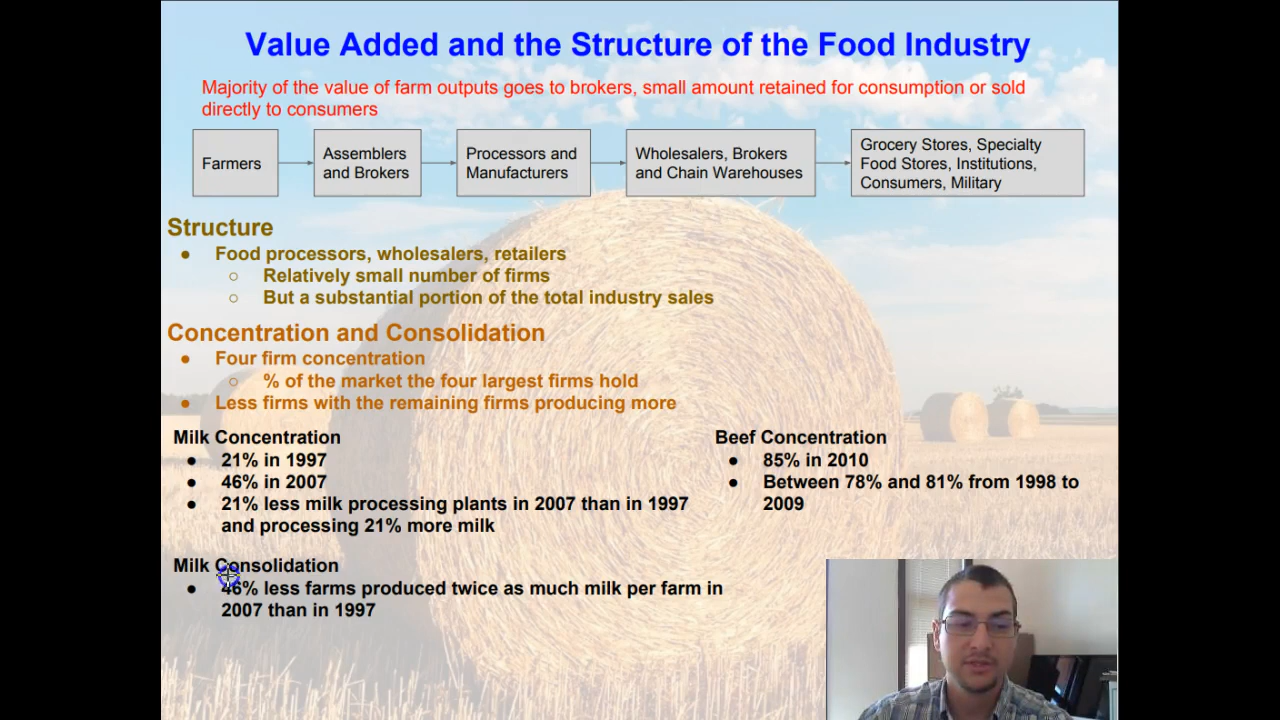 Value Added and the Structure of the Food Industry
Majority of the value of farm outputs goes to brokers, small amount retained for consumption or sold
directly to consumers
Farmers
Assemblers
and Brokers
Processors and
Manufacturers
Wholesalers, Brokers
and Chain Warehouses
Grocery Stores, Specialty
Food Stores, Institutions,
Consumers, Military
Structure
● Food processors, wholesalers, retailers
○ Relatively small number of firms
○ But a substantial portion of the total industry sales
Concentration and Consolidation
● Four firm concentration
○ % of the market the four largest firms hold
● Less firms with the remaining firms producing more
Milk Concentration
● 21% in 1997
● 46% in 2007
● 21% less milk processing plants in 2007 than in 1997
and processing 21% more milk
Milk Consolidation
● 46% less farms produced twice as much milk per farm in
2007 than in 1997
Beef Concentration
● 85% in 2010
● Between 78% and 81% from 1998 to
2009